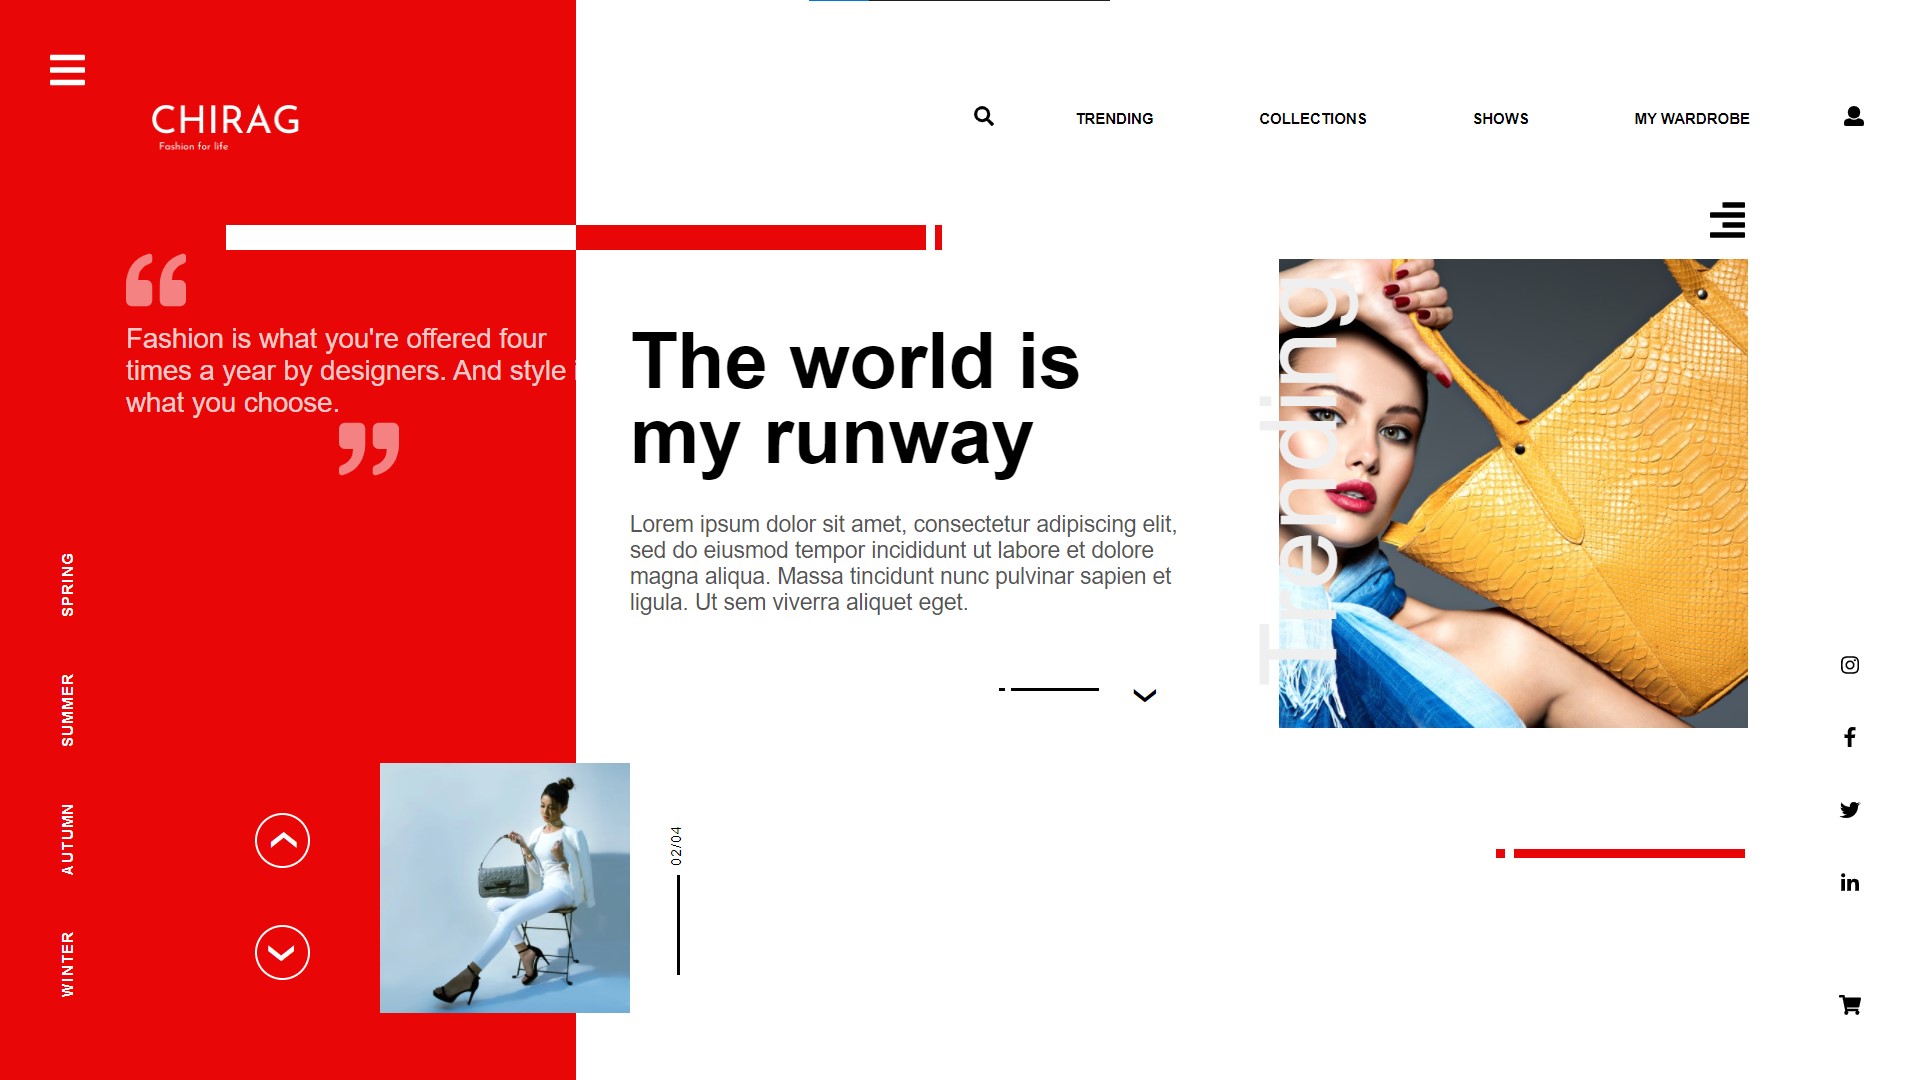 CHIRAG
Fashion for life
TRENDING
COLLECTIONS
SHOWS
MY WARDROBE
Fashion is what you're offered four
times a year by designers. And style i
what you choose.
The world is
my runway
Lorem ipsum dolor sit amet, consectetur adipiscing elit,
sed do eiusmod tempor incididunt ut labore et dolore
magna aliqua. Massa tincidunt nunc pulvinar sapien et
ligula. Ut sem viverra aliquet eget.
Trending
SPRING
SUMMER
AUTUMN
WINTER
02/04